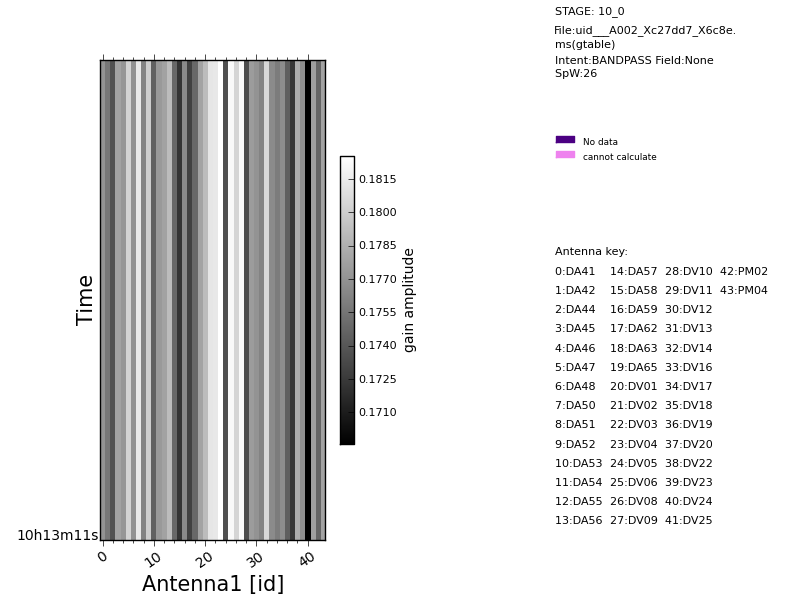 STAGE: 10_0
File:uid___A002_Xc27dd7_X6c8e.
ms(gtable)
Intent:BANDPASS Field:None
SpW:26
No data
cannot calculate
0.1815
0.1800
0.1785
0.1770
0.1755
0.1740
0.1725
0.1710
gain amplitude
Time
10h13m11s
0 10 20 30 40
Antenna1 [id]
Antenna key:
0:DA41 14:DA57 28:DV10 42:PM02
1:DA42 15:DA58 29:DV11 43:PM04
2:DA44 16:DA59 30:DV12
3:DA45 17:DA62 31:DV13
4:DA46 18:DA63 32:DV14
5:DA47 19:DA65 33:DV16
6:DA48 20:DV01 34:DV17
7:DA50 21:DV02 35:DV18
8:DA51 22:DV03 36:DV19
9:DA52 23:DV04 37:DV20
10:DA53 24:DV05 38:DV22
11:DA54 25:DV06 39:DV23
12:DA55 26:DV08 40:DV24
13:DA56 27:DV09 41:DV25